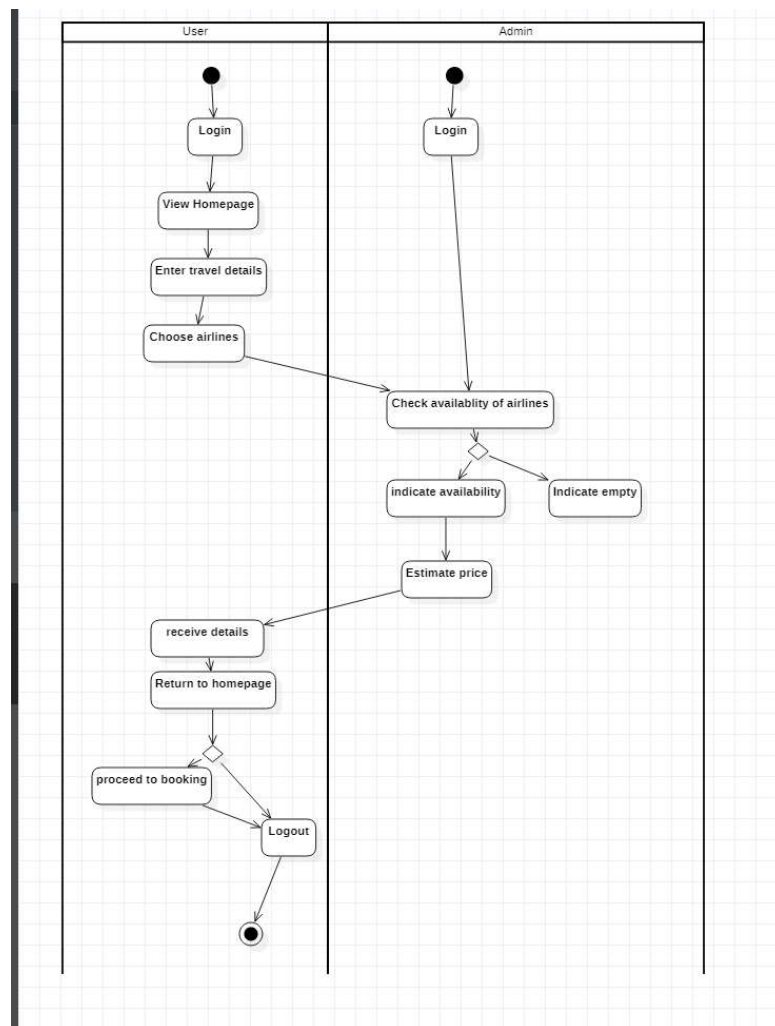 User
Admin
Login
Login
View Homepage
Enter travel details
Choose airlines
Check availablity of airlines
indicate availability
Indicate empty
Estimate price
receive details
Return to homepage
proceed to booking
Logout